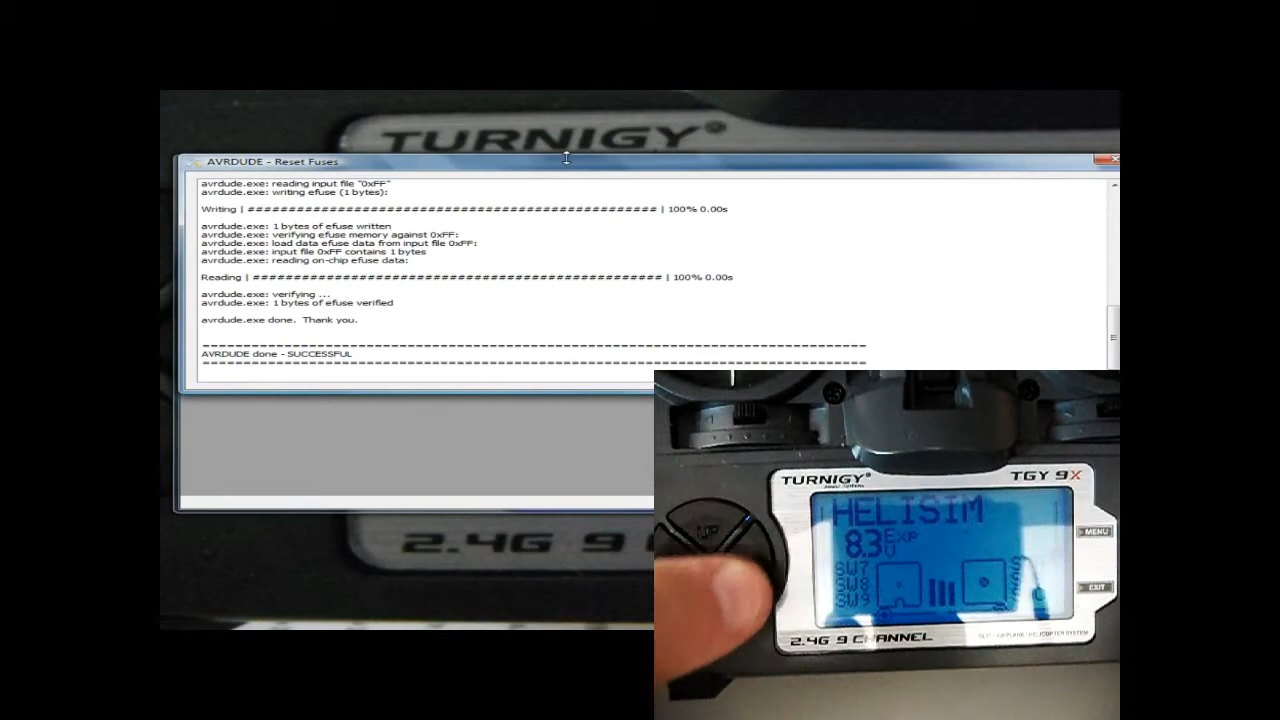 TURNIGY®
AVRDUDE - Reset Fuses
avrdude.exe: reading input file "0xFF"
avrdude.exe: writing efuse (1 bytes):
Writing | ################################################## | 100% 0.00s
avrdude.exe: 1 bytes of efuse written
avrdude.exe: verifying efuse memory against 0xFF:
avrdude.exe: load data efuse data from input file 0xFF:
avrdude.exe: input file 0xFF contains 1 bytes
avrdude.exe: reading on-chip efuse data:
Reading | ################################################## | 100% 0.00s
avrdude.exe: verifying ...
avrdude.exe: 1 bytes of efuse verified
avrdude.exe done.  Thank you.
AVRDUDE done - SUCCESSFUL
2.4G 9
TURNIGY® TGY 9X
HELISIM
UP
8.3 Exp
U
MENU
SW7
SW8
SW9
EXIT
2.4G 9 CHANNEL